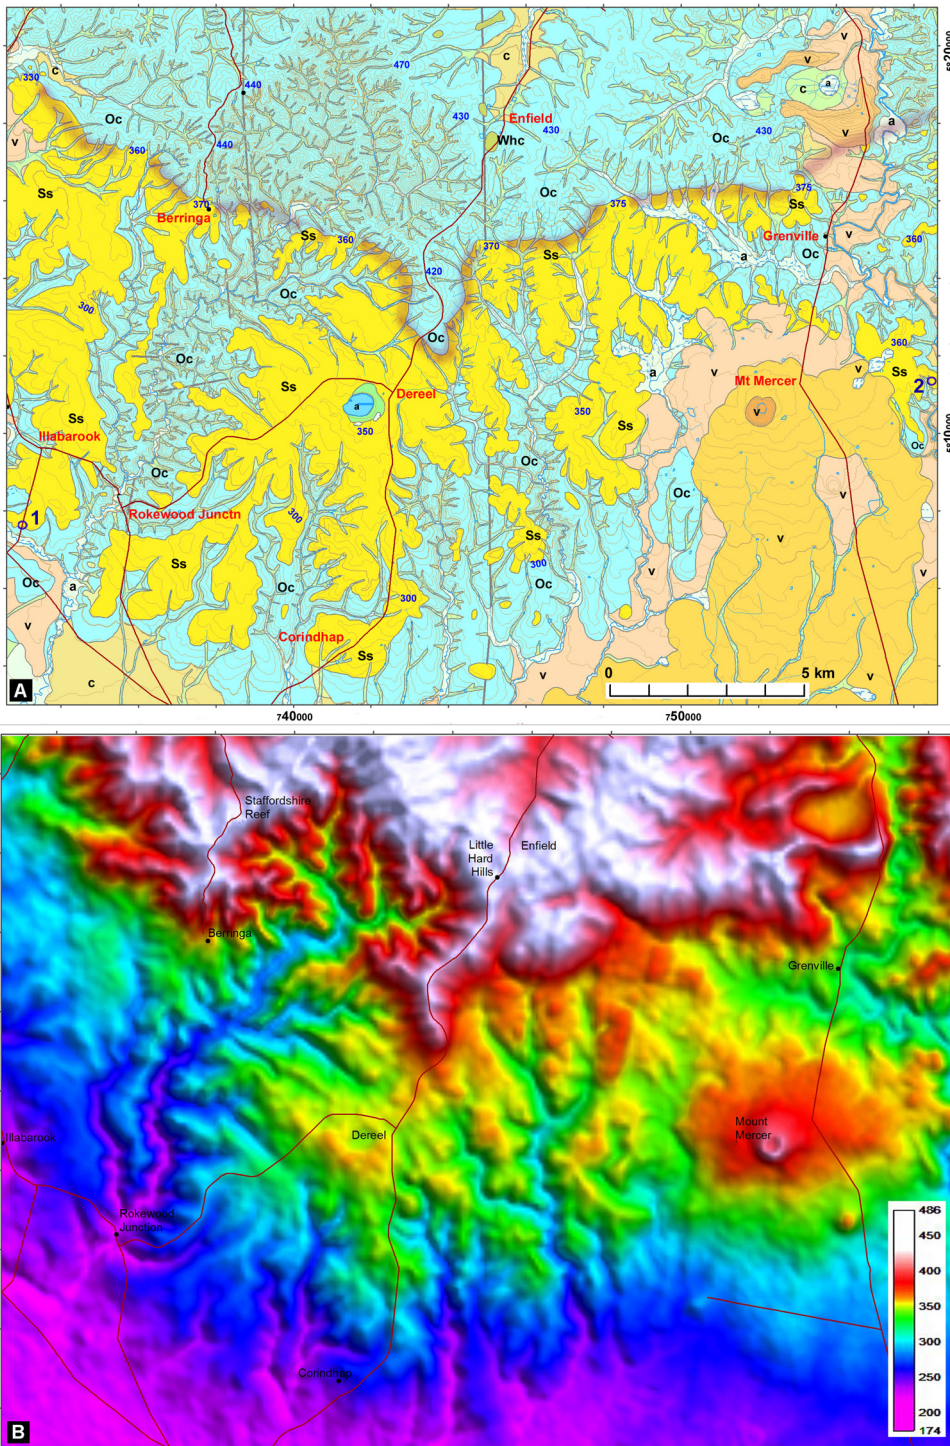 470
c
v
v
330
c
440
c
a
Enfield
Oc
430
430
430
a
Whc
Oc
v
v
440
360
Oc
375
Ss
370
375
Ss
Berringa
Ss
360
370
Ss
Grenville
v
360
a
Oc
420
Oc
300
Oc
Oc
360
a
v
v
Ss
Mt Mercer
2
Ss
Dereel
a
v
350
350
Ss
Ss
Illabarook
Oc
Oc
Oc
Oc
v
1
Rokewood Junctn
300
Ss
v
Ss
300
Oc
Oc
Oc
a
v
v
300
v
Corindhap
Ss
c
v
v
0 5 km
A
740000
750000
5820000
5810000
Staffordshire
Reef
Little
Hard
Hills
Enfield
Berringa
Grenville
Mount
Mercer
Illabarook
Dereel
Rokewood
Junction
Corindhap
486
450
400
350
300
250
200
174
B